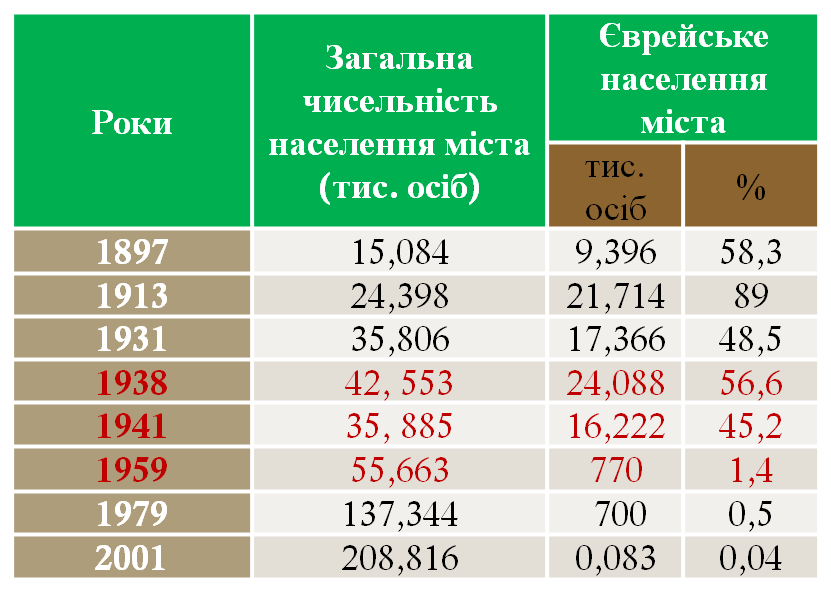 Роки
Загальна
чисельність
населення міста
(тис. осіб)
Єврейське
населення
міста
тис.
осіб
%
1897 15,084 9,396 58,3
1913 24,398 21,714 89
1931 35,806 17,366 48,5
1938 42, 553 24,088 56,6
1941 35, 885 16,222 45,2
1959 55,663 770 1,4
1979 137,344 700 0,5
2001 208,816 0,083 0,04